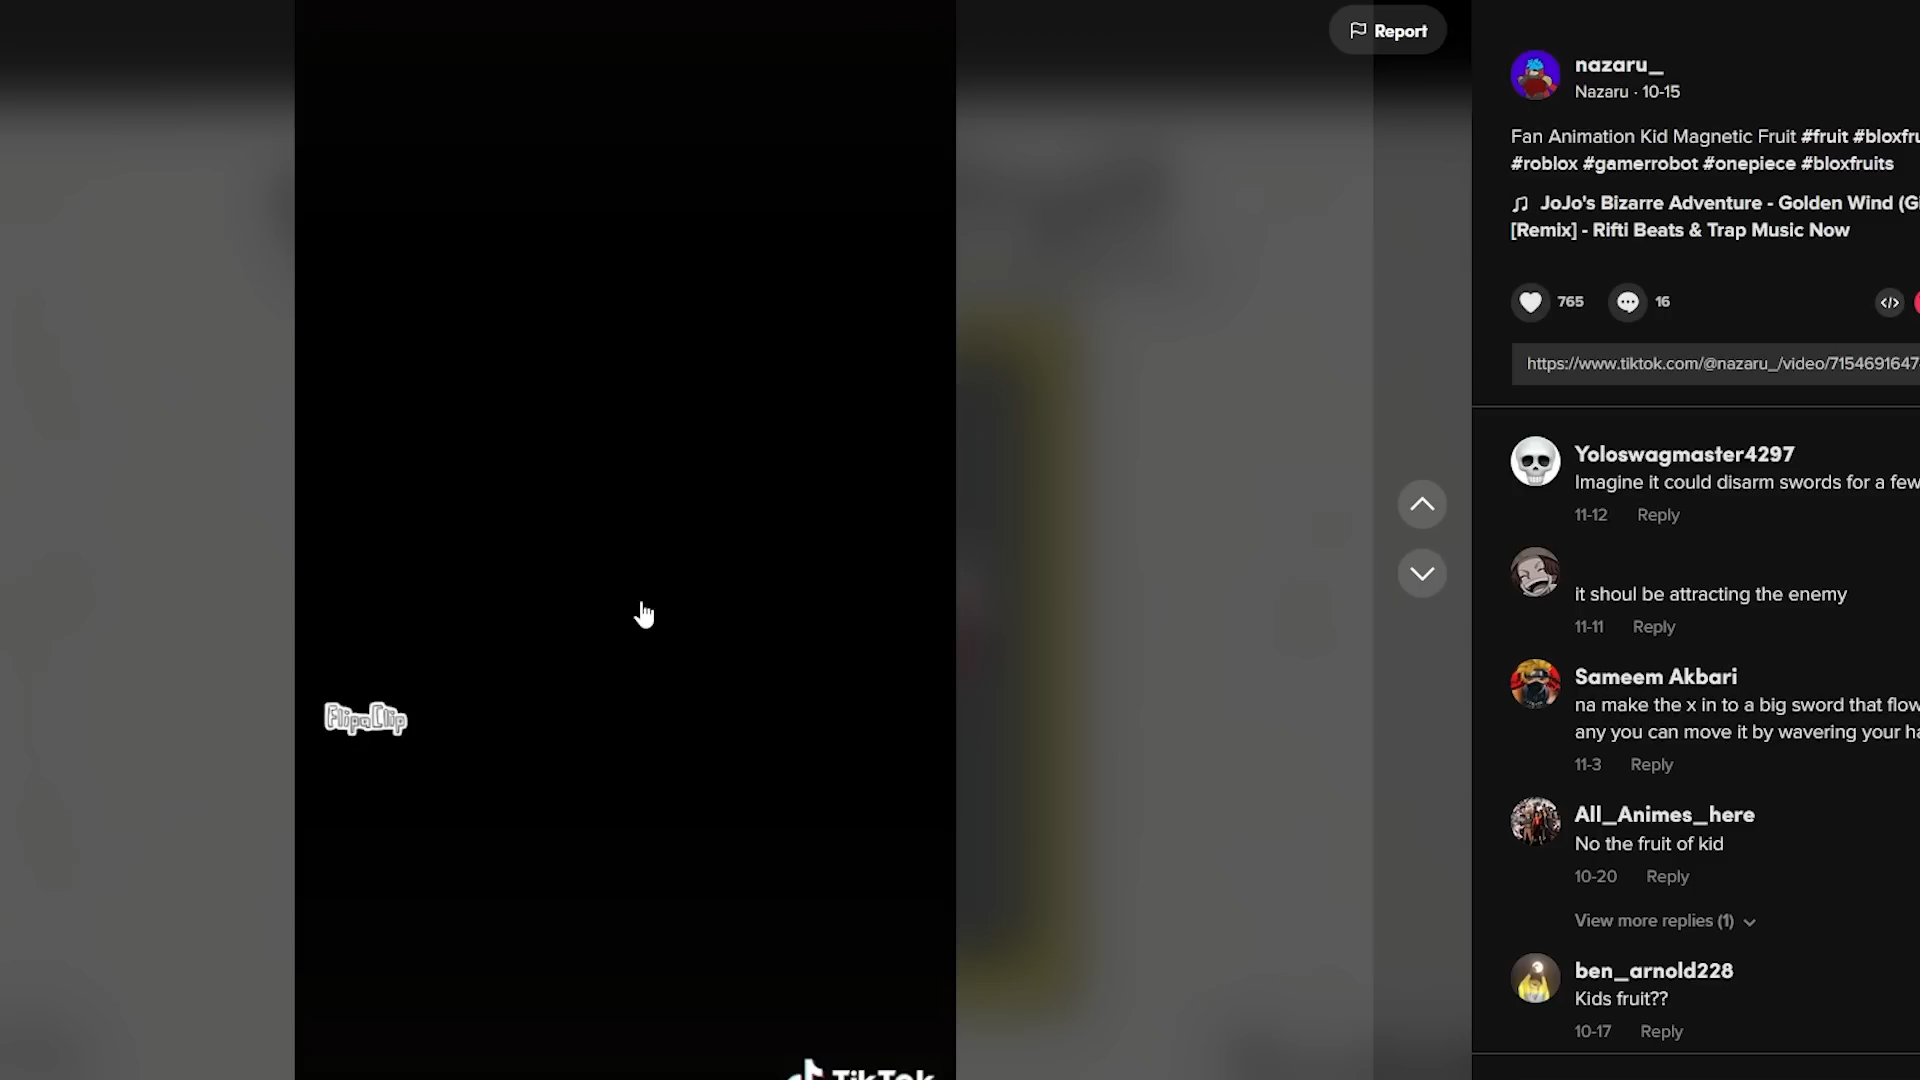 Report
nazaru_
Nazaru · 10-15
Fan Animation Kid Magnetic Fruit #fruit #bloxfru
#roblox #gamerrobot #onepiece #bloxfruits
JoJo's Bizarre Adventure - Golden Wind (Gi
[Remix] - Rifti Beats & Trap Music Now
765
16
https://www.tiktok.com/@nazaru_/video/7154691647
Yoloswagmaster4297
Imagine it could disarm swords for a few
11-12 Reply
it shoul be attracting the enemy
11-11 Reply
Sameem Akbari
na make the x in to a big sword that flow
any you can move it by wavering your ha
11-3 Reply
All_Animes_here
No the fruit of kid
10-20 Reply
View more replies (1)
ben_arnold228
Kids fruit??
10-17 Reply
FlipaClip
TikTok